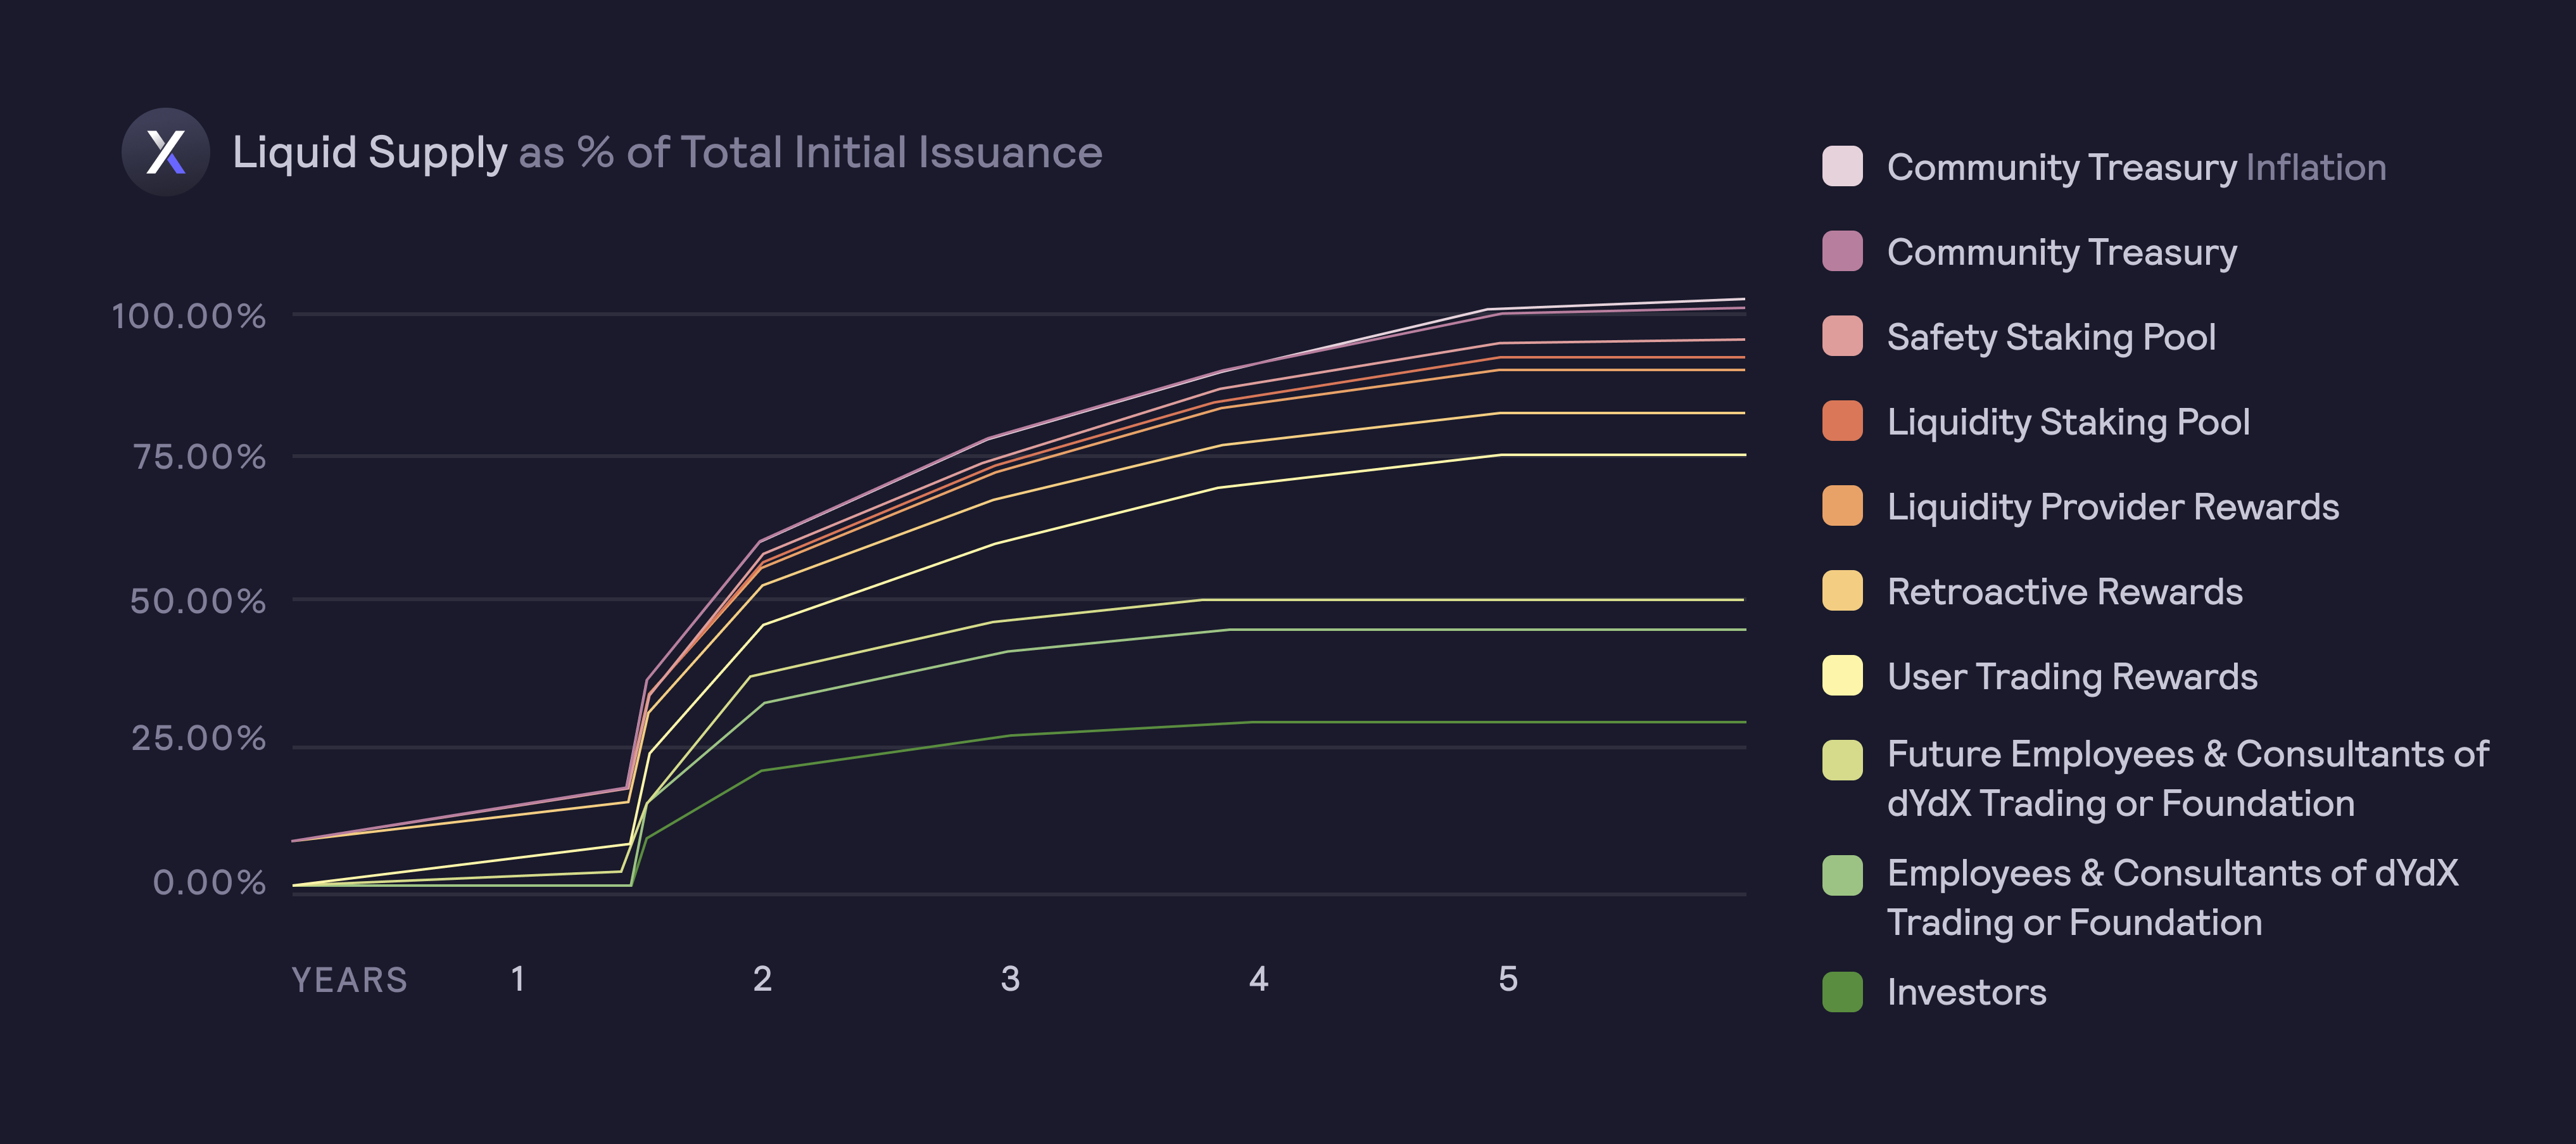 Liquid Supply as % of Total Initial Issuance
100.00%
75.00%
50.00%
25.00%
0.00%
YEARS 1 2 3 4 5
Community Treasury Inflation
Community Treasury
Safety Staking Pool
Liquidity Staking Pool
Liquidity Provider Rewards
Retroactive Rewards
User Trading Rewards
Future Employees & Consultants of
dYdX Trading or Foundation
Employees & Consultants of dYdX
Trading or Foundation
Investors